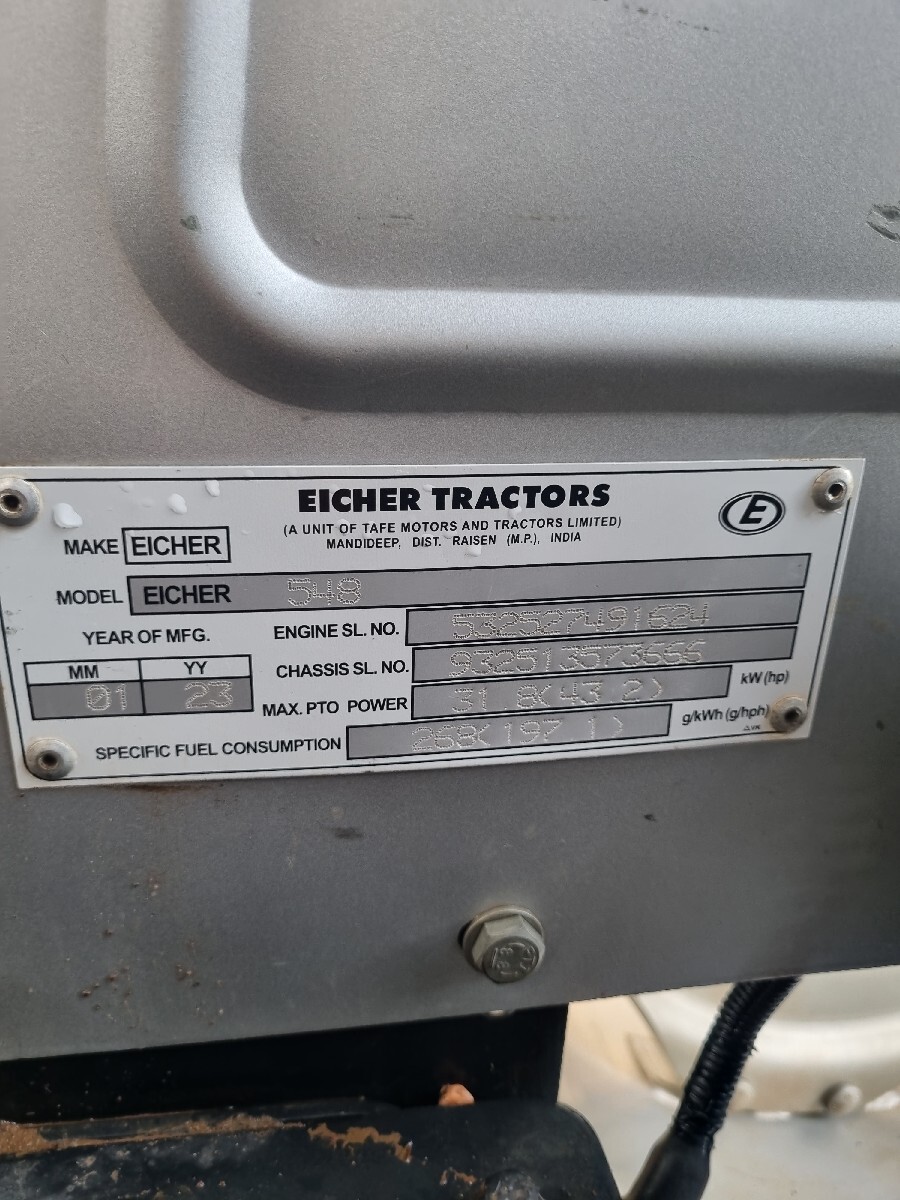 EICHER TRACTORS
(A UNIT OF TAFE MOTORS AND TRACTORS LIMITED)
MANDIDEEP, DIST. RAISEN (M.P.), INDIA
E
MAKE EICHER
MODEL EICHER 548
YEAR OF MFG.
MM YY
01 23
ENGINE SL. NO. 532527491624
CHASSIS SL. NO. 932513573666
MAX. PTO POWER 31.8(43.2) kW (hp)
SPECIFIC FUEL CONSUMPTION 268(197.1) g/kWh (g/hph)